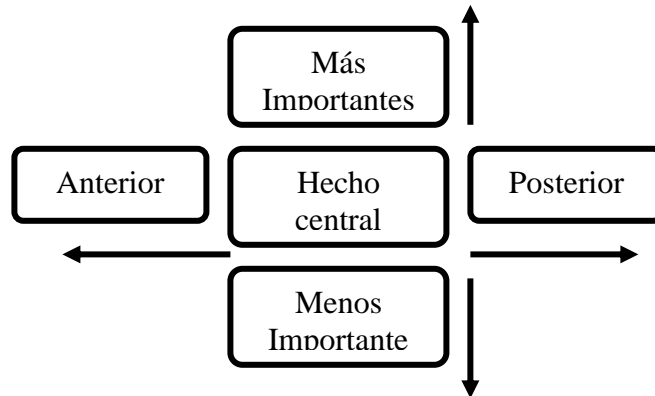 Más
Importantes
Anterior
Hecho
central
Posterior
Menos
Importante